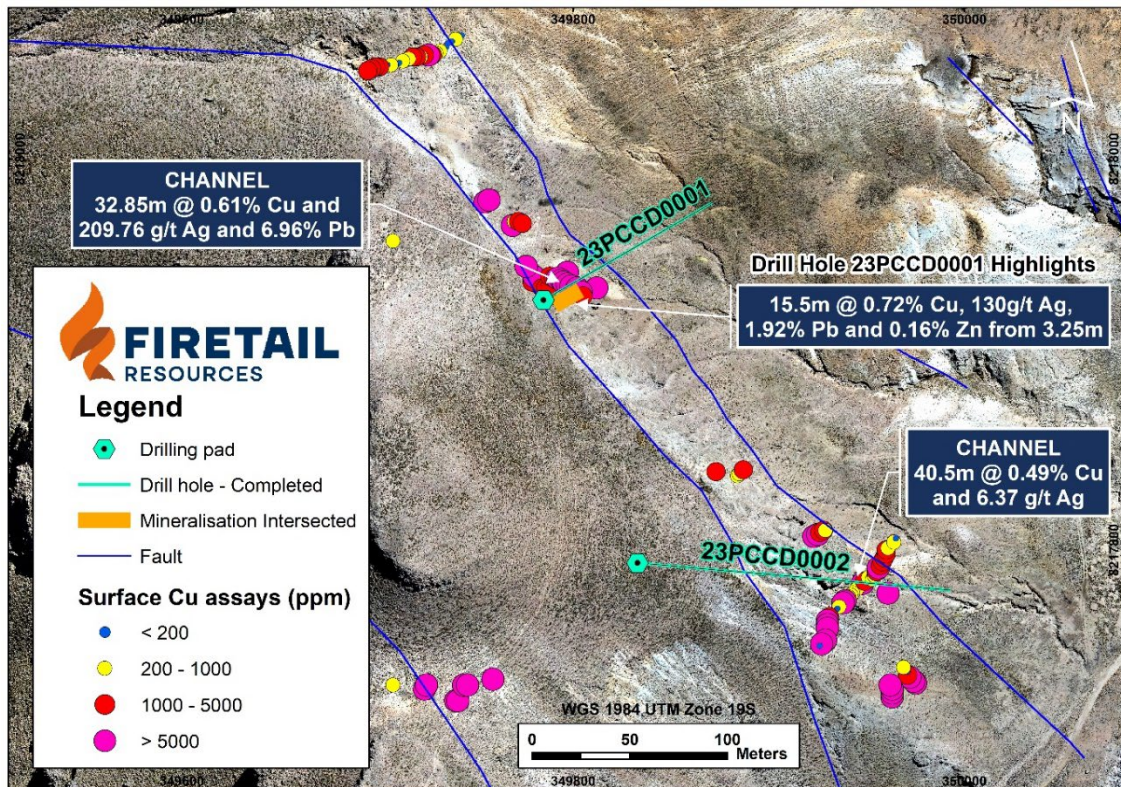 349600
349800
350000
8218000
8218000
N
CHANNEL
32.85m @ 0.61% Cu and
209.76 g/t Ag and 6.96% Pb
23PCCD0001
Drill Hole 23PCCD0001 Highlights
15.5m @ 0.72% Cu, 130g/t Ag,
1.92% Pb and 0.16% Zn from 3.25m
FIRETAIL
RESOURCES
Legend
Drilling pad
Drill hole - Completed
Mineralisation Intersected
Fault
Surface Cu assays (ppm)
< 200
200 - 1000
1000 - 5000
> 5000
CHANNEL
40.5m @ 0.49% Cu
and 6.37 g/t Ag
23PCCD0002
8217800
WGS 1984 UTM Zone 19S
0 50 100
Meters
349600
349800
350000